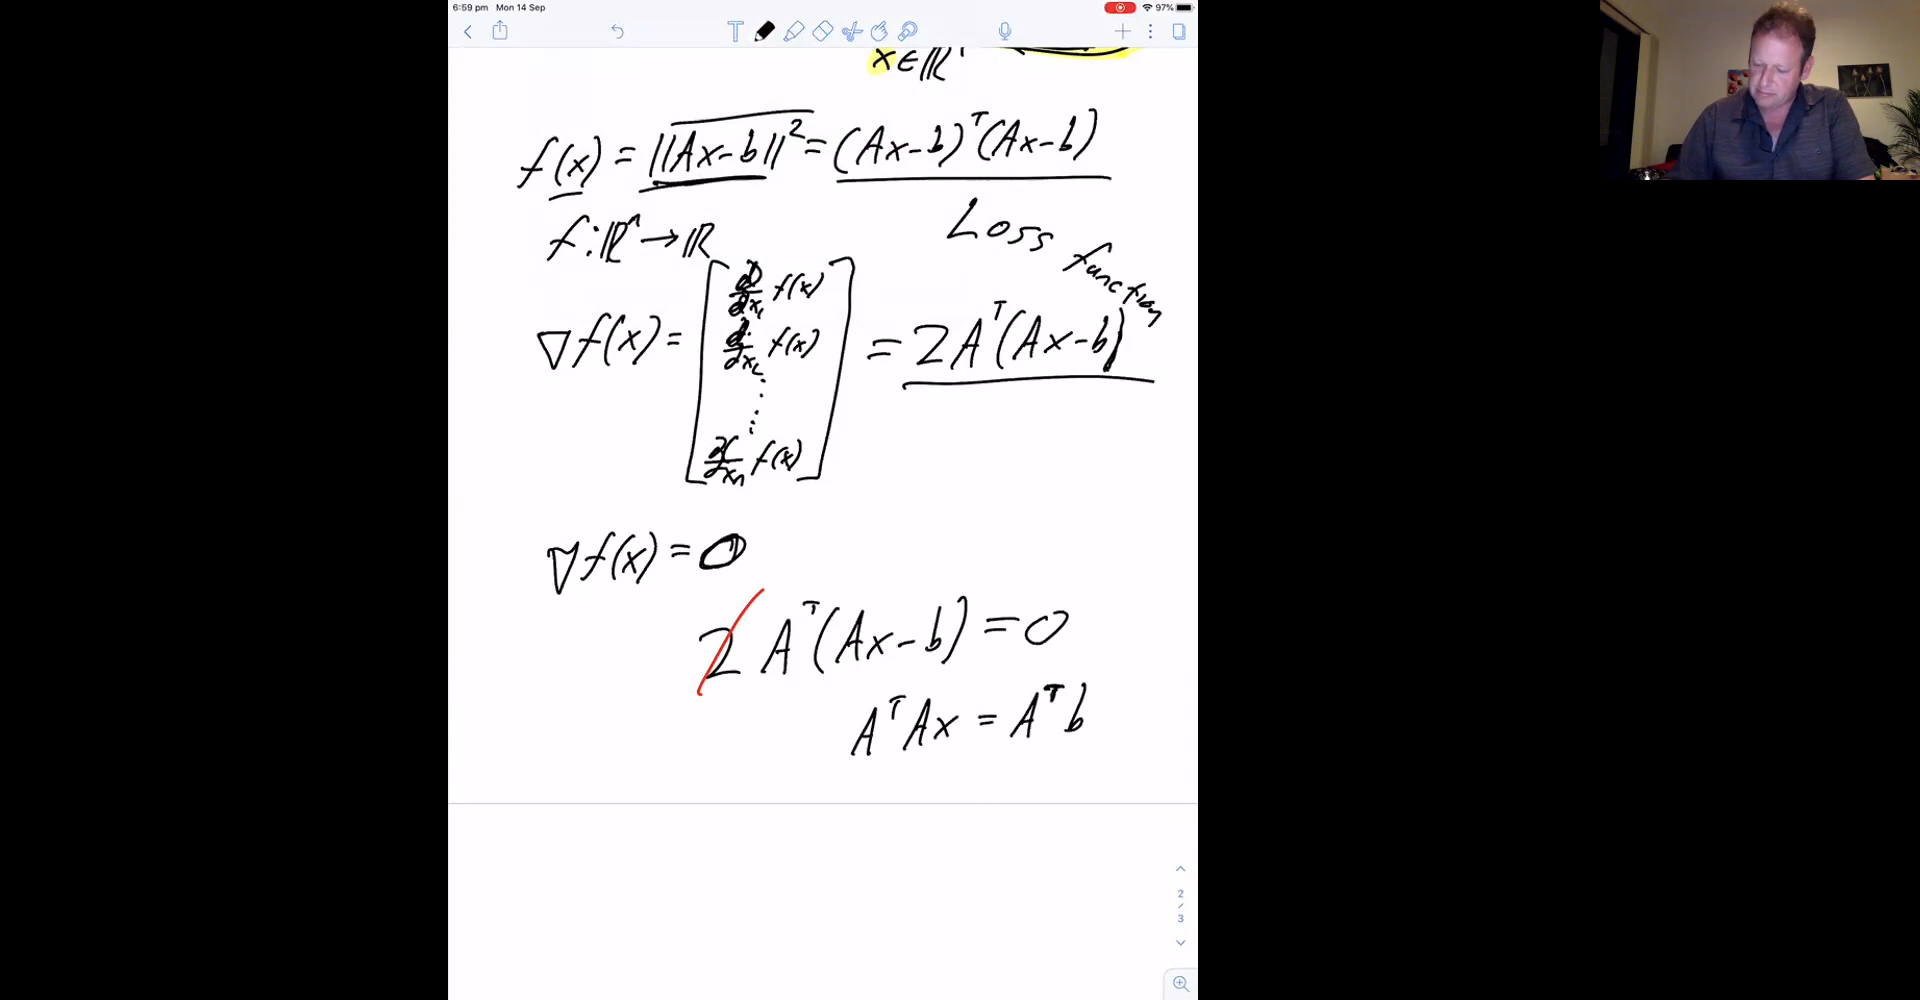 6:59 pm Mon 14 Sep
97%
x∈ℝ
f(x) = ||Ax-b||² = (Ax-b)ᵀ(Ax-b)
f:ℝⁿ→ℝ
Loss function
∇f(x) = [∂/∂x₁ f(x) ∂/∂x₂ f(x) ⋮ ∂/∂xₙ f(x)] = 2Aᵀ(Ax-b)
∇f(x) = 0
2 Aᵀ(Ax-b) = 0
AᵀAx = Aᵀb
2
/
3